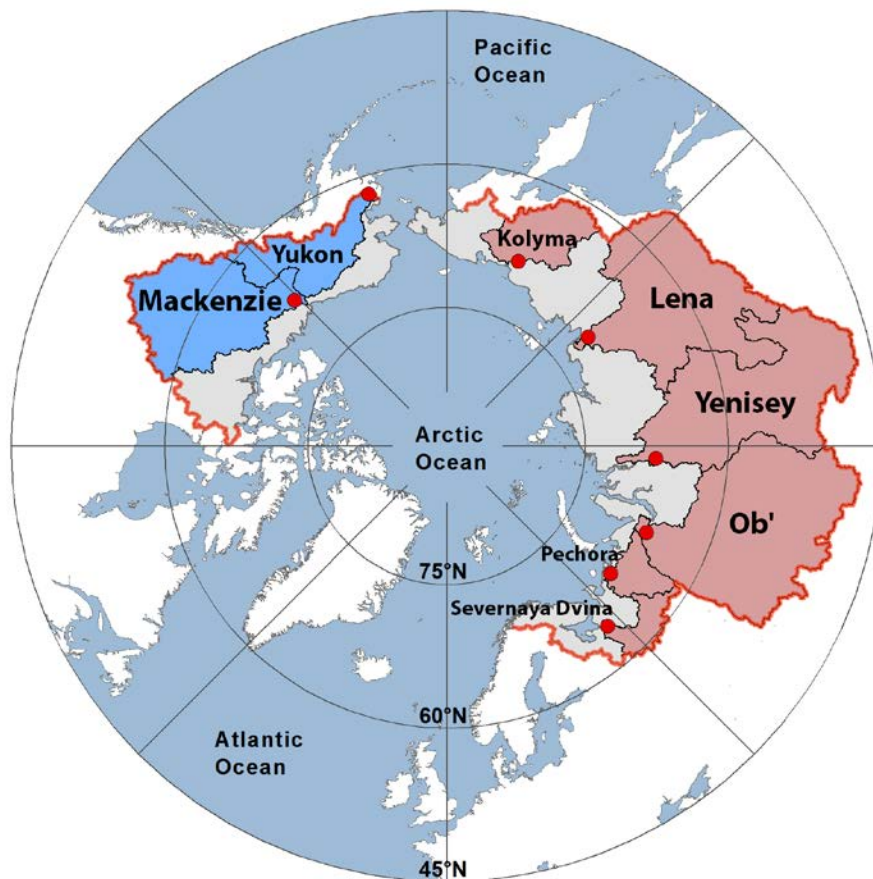 Pacific
Ocean
Kolyma
Yukon
Mackenzie
Lena
Yenisey
Arctic
Ocean
Ob'
Pechora
75°N
Severnaya Dvina
60°N
Atlantic
Ocean
45°N